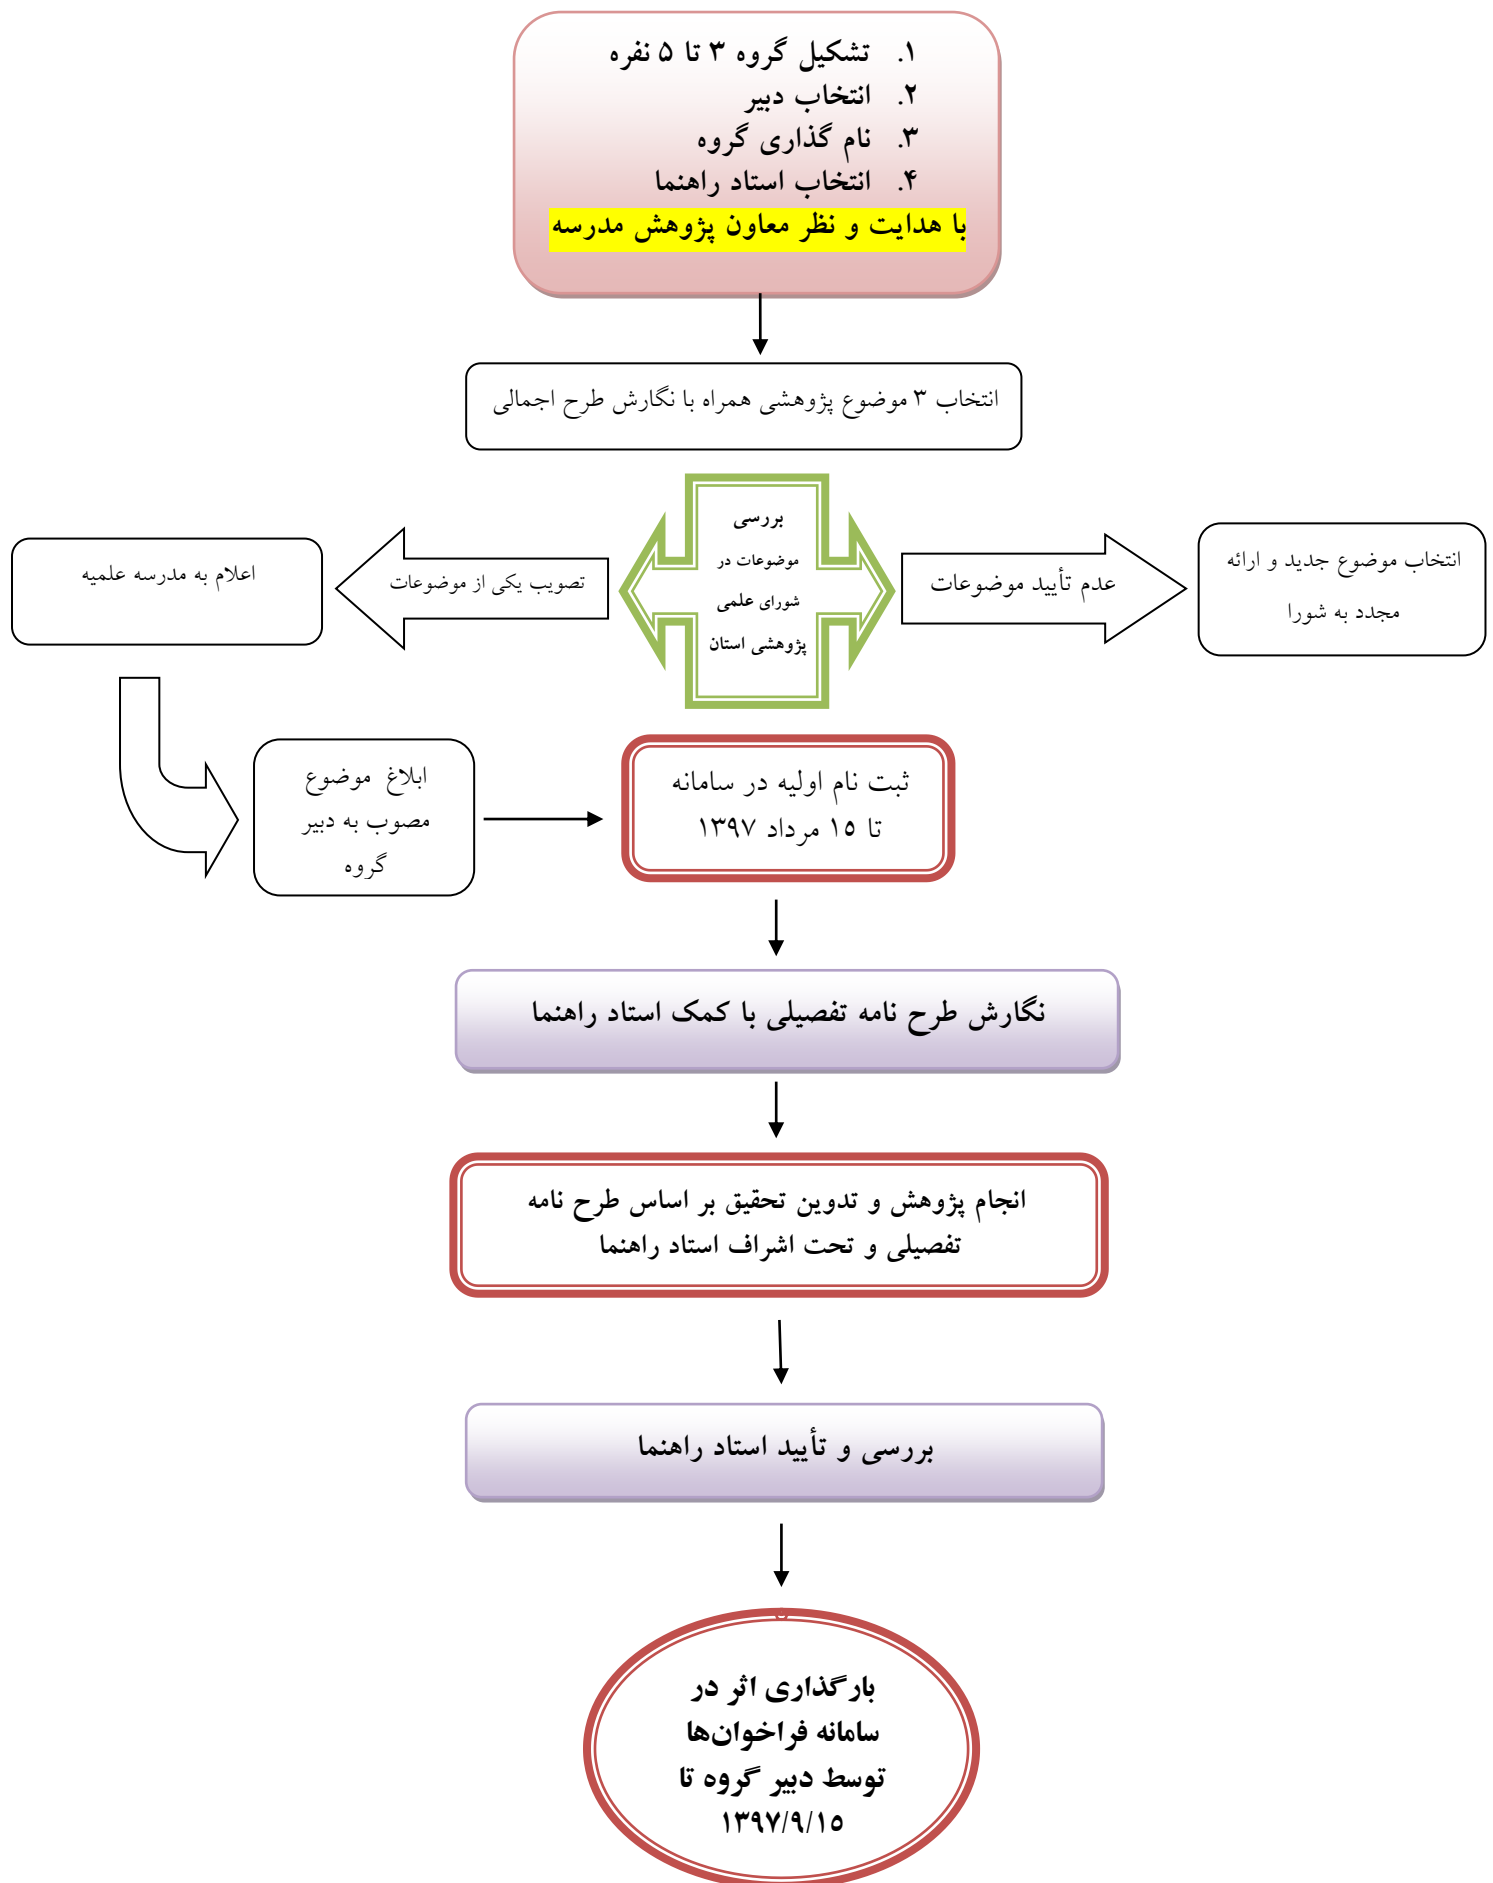 ۱. تشکیل گروه ۳ تا ۵ نفره
۲. انتخاب دبیر
۳. نام گذاری گروه
۴. انتخاب استاد راهنما
با هدایت و نظر معاون پژوهش مدرسه
انتخاب ۳ موضوع پژوهشی همراه با نگارش طرح اجمالی
بررسی
موضوعات در
شورای علمی
پژوهشی استان
عدم تأیید موضوعات
انتخاب موضوع جدید و ارائه
مجدد به شورا
تصویب یکی از موضوعات
اعلام به مدرسه علمیه
ابلاغ موضوع
مصوب به دبیر
گروه
ثبت نام اولیه در سامانه
تا ۱۵ مرداد ۱۳۹۷
نگارش طرح نامه تفصیلی با کمک استاد راهنما
انجام پژوهش و تدوین تحقیق بر اساس طرح نامه
تفصیلی و تحت اشراف استاد راهنما
بررسی و تأیید استاد راهنما
بارگذاری اثر در
سامانه فراخوان‌ها
توسط دبیر گروه تا
۱۳۹۷/۹/۱۵